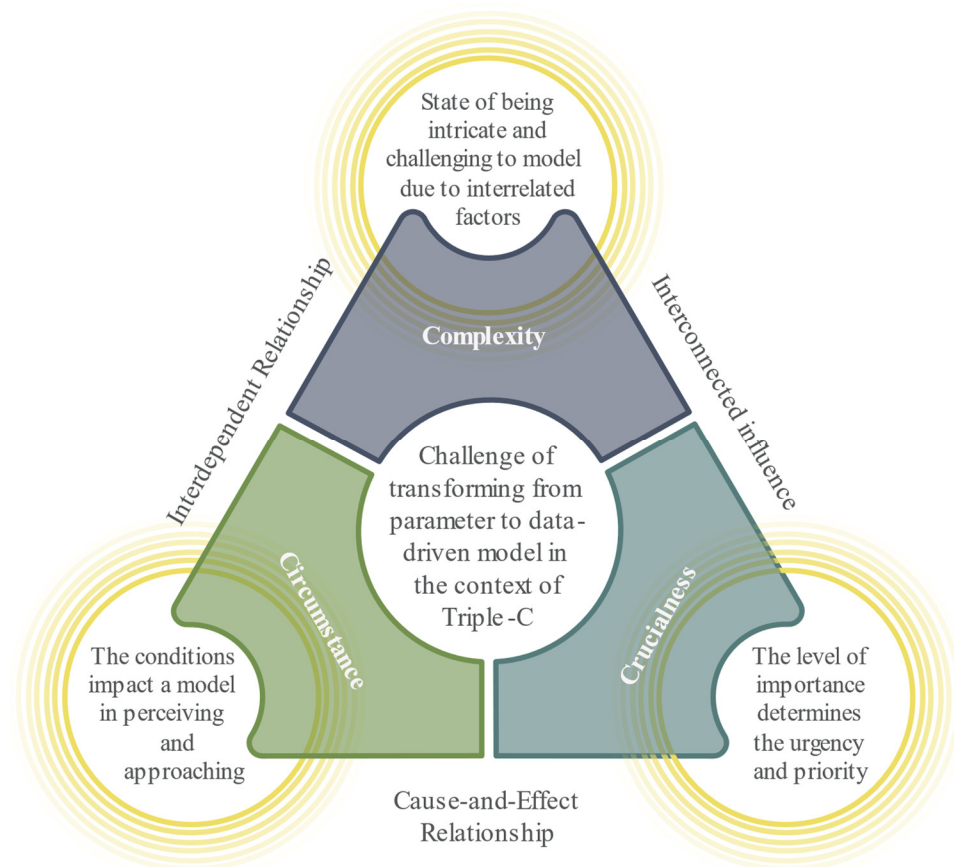 State of being
intricate and
challenging to model
due to interrelated
factors
Complexity
Interdependent Relationship
Interconnected influence
Challenge of
transforming from
parameter to data-
driven model in
the context of
Triple-C
Circumstance
Crucialness
The conditions
impact a model
in perceiving
and
approaching
The level of
importance
determines
the urgency
and priority
Cause-and-Effect
Relationship